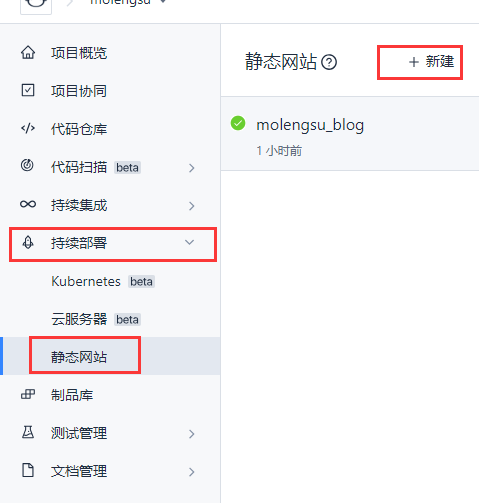 molengsu
项目概览
项目协同
代码仓库
代码扫描 beta
持续集成
持续部署
Kubernetes beta
云服务器 beta
静态网站
制品库
测试管理
文档管理
静态网站
+ 新建
molengsu_blog
1 小时前